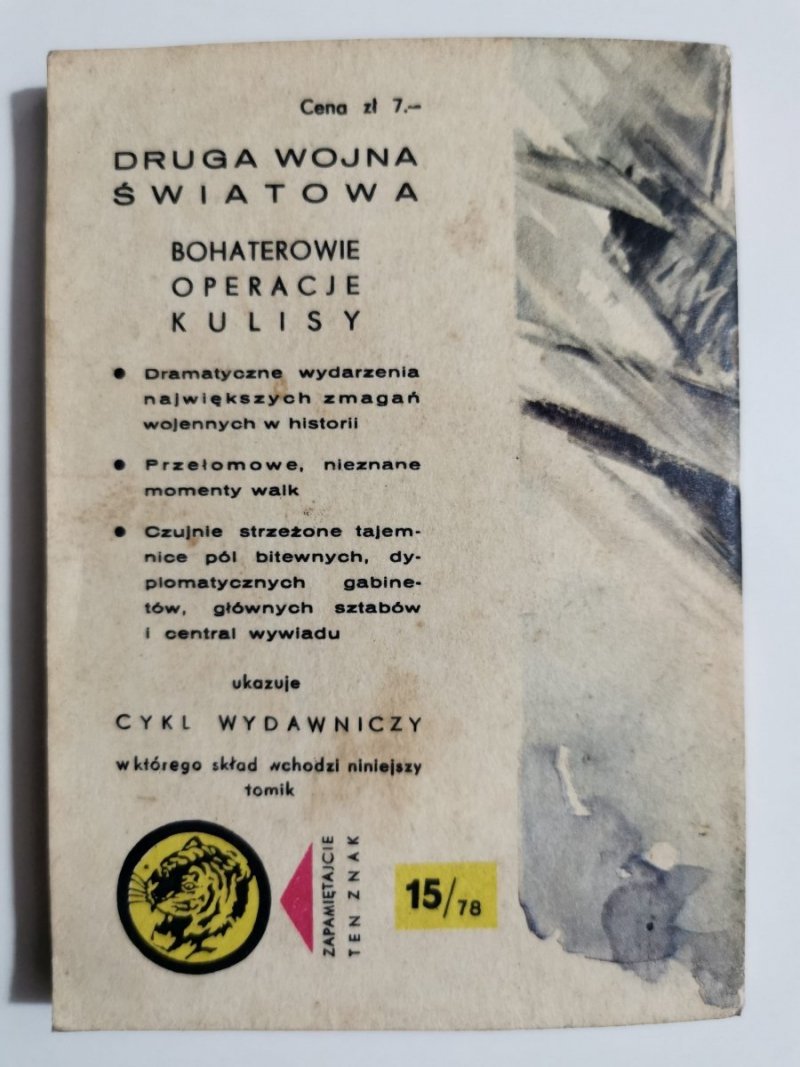 Cena zł 7.—
DRUGA WOJNA
ŚWIATOWA
BOHATEROWIE
OPERACJE
KULISY
● Dramatyczne wydarzenia
największych zmagań
wojennych w historii
● Przełomowe, nieznane
momenty walk
● Czujnie strzeżone tajem-
nice pól bitewnych, dy-
plomatycznych gabine-
tów, głównych sztabów
i central wywiadu
ukazuje
CYKL WYDAWNICZY
w którego skład wchodzi niniejszy
tomik
ZAPAMIĘTAJCIE
TEN ZNAK
15/78